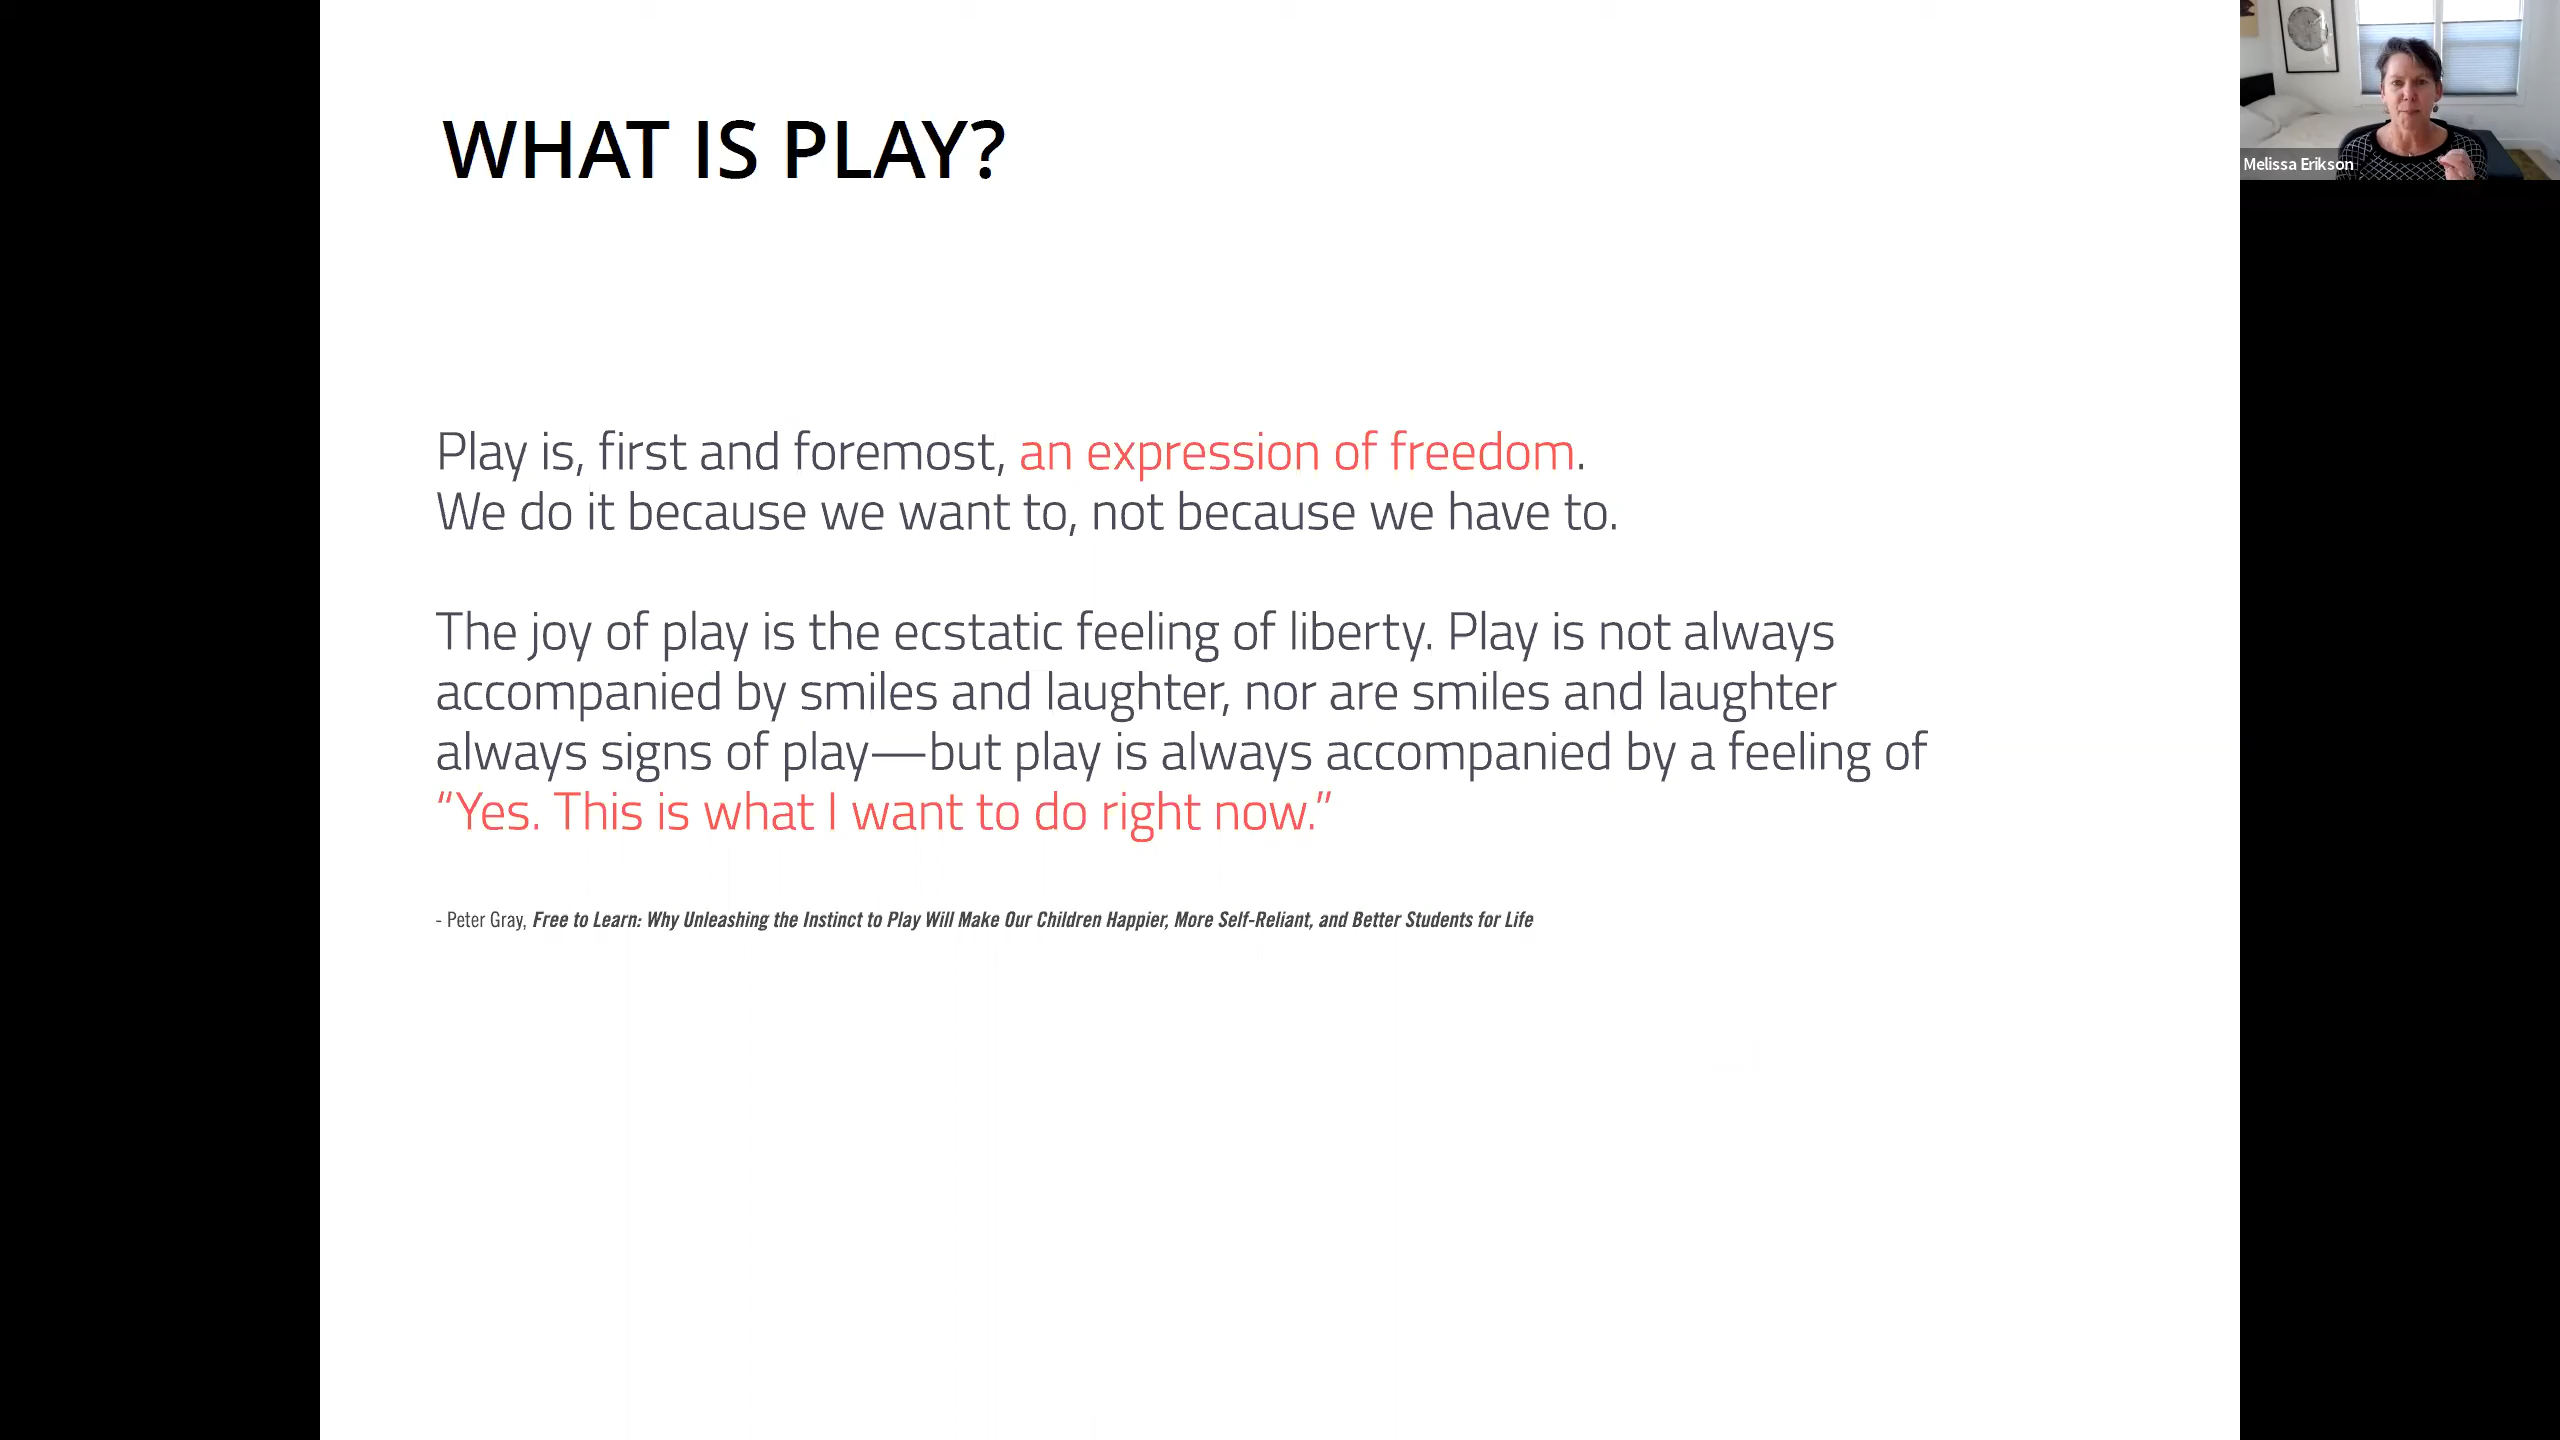 WHAT IS PLAY?
Melissa Erikson
Play is, first and foremost, an expression of freedom.
We do it because we want to, not because we have to.
The joy of play is the ecstatic feeling of liberty. Play is not always
accompanied by smiles and laughter, nor are smiles and laughter
always signs of play—but play is always accompanied by a feeling of
“Yes. This is what I want to do right now.”
- Peter Gray, Free to Learn: Why Unleashing the Instinct to Play Will Make Our Children Happier, More Self-Reliant, and Better Students for Life